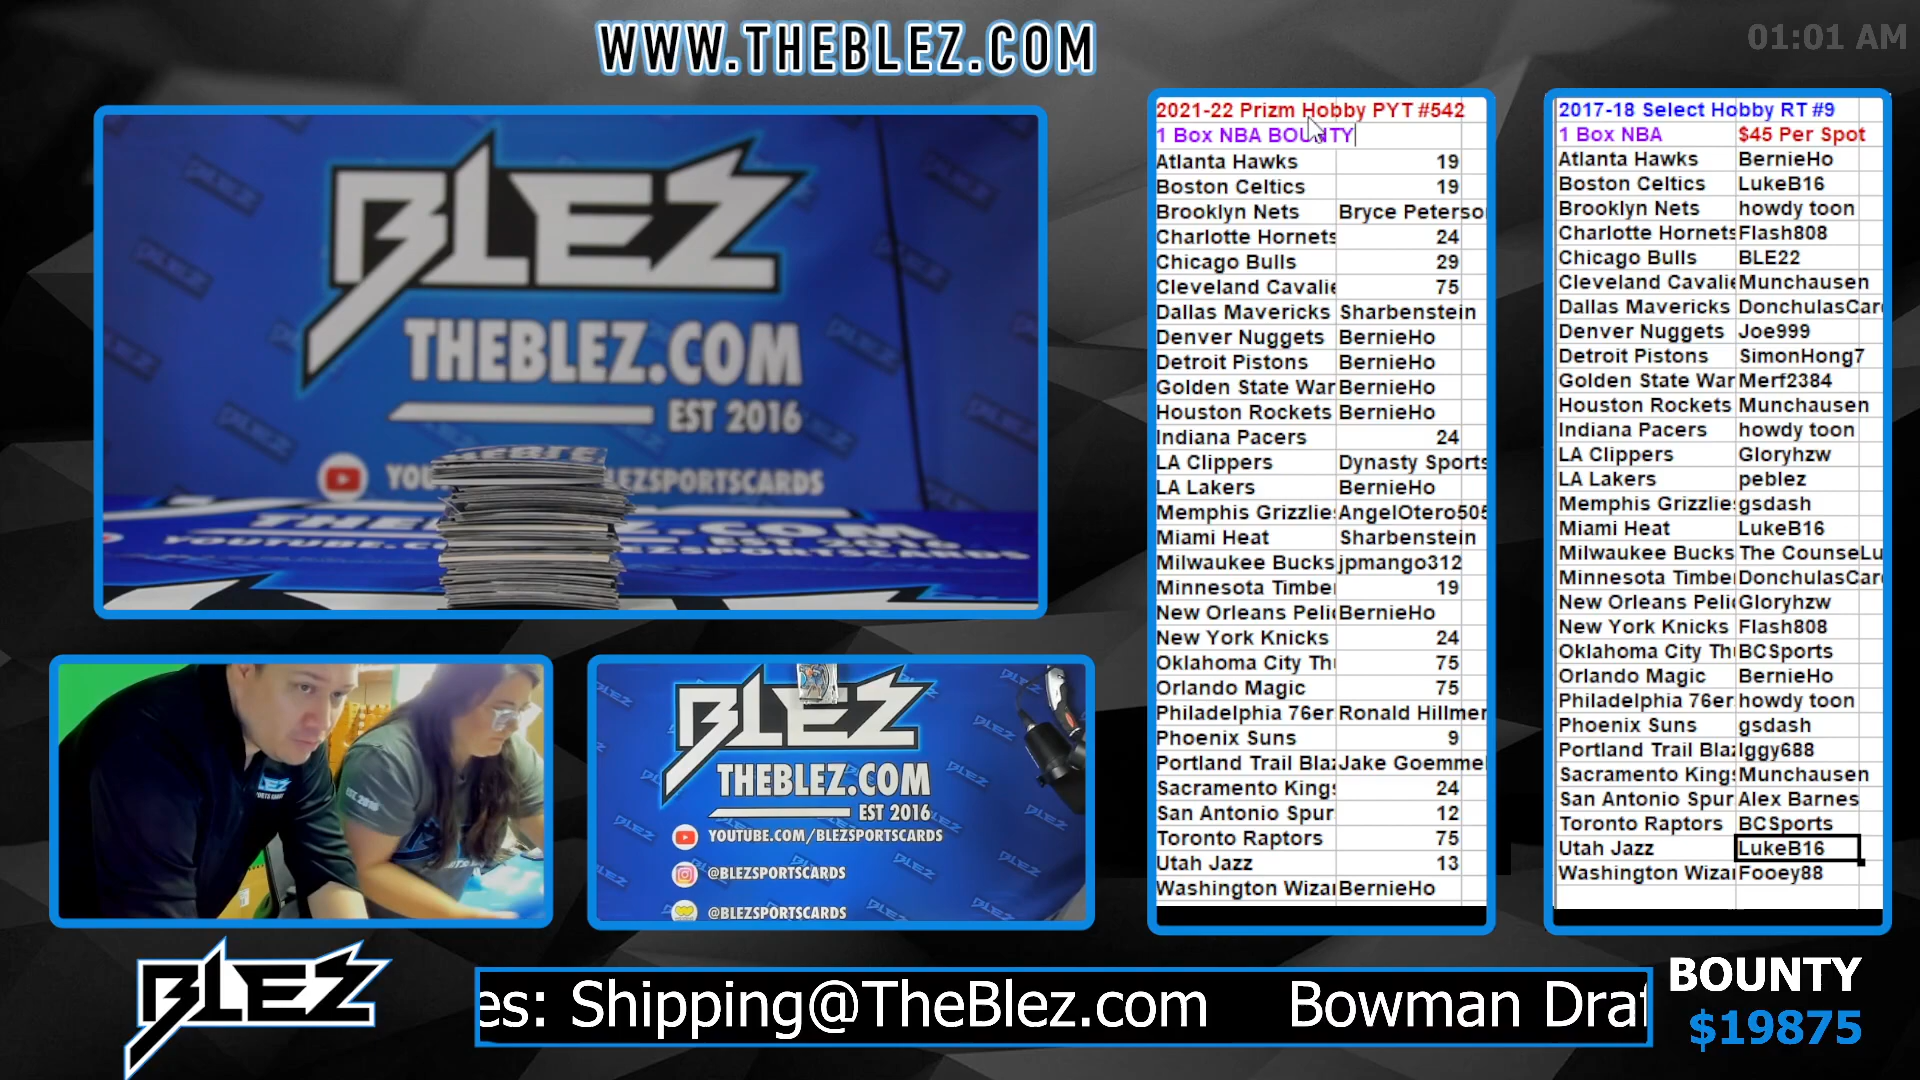 WWW.THEBLEZ.COM
01:01 AM
BLEZ
THEBLEZ.COM
EST 2016
YOU
BLEZSPORTSCARDS
2021-22 Prizm Hobby PYT #542
1 Box NBA BOUNTY
Atlanta Hawks 19
Boston Celtics 19
Brooklyn Nets Bryce Peterso
Charlotte Hornets 24
Chicago Bulls 29
Cleveland Cavalie 75
Dallas Mavericks Sharbenstein
Denver Nuggets BernieHo
Detroit Pistons BernieHo
Golden State War BernieHo
Houston Rockets BernieHo
Indiana Pacers 24
LA Clippers Dynasty Sports
LA Lakers BernieHo
Memphis Grizzlies AngelOtero505
Miami Heat Sharbenstein
Milwaukee Bucks jpmango312
Minnesota Timbe 19
New Orleans Peli BernieHo
New York Knicks 24
Oklahoma City Th 75
Orlando Magic 75
Philadelphia 76er Ronald Hillmer
Phoenix Suns 9
Portland Trail Bla Jake Goemme
Sacramento Kings 24
San Antonio Spur 12
Toronto Raptors 75
Utah Jazz 13
Washington Wiza BernieHo
2017-18 Select Hobby RT #9
1 Box NBA $45 Per Spot
Atlanta Hawks BernieHo
Boston Celtics LukeB16
Brooklyn Nets howdy toon
Charlotte Hornets Flash808
Chicago Bulls BLE22
Cleveland Cavalie Munchausen
Dallas Mavericks DonchulasCar
Denver Nuggets Joe999
Detroit Pistons SimonHong7
Golden State War Merf2384
Houston Rockets Munchausen
Indiana Pacers howdy toon
LA Clippers Gloryhzw
LA Lakers peblez
Memphis Grizzlies gsdash
Miami Heat LukeB16
Milwaukee Bucks The CounseLu
Minnesota Timbe DonchulasCar
New Orleans Peli Gloryhzw
New York Knicks Flash808
Oklahoma City Th BCSports
Orlando Magic BernieHo
Philadelphia 76er howdy toon
Phoenix Suns gsdash
Portland Trail Bla Iggy688
Sacramento Kings Munchausen
San Antonio Spur Alex Barnes
Toronto Raptors BCSports
Utah Jazz LukeB16
Washington Wiza Fooey88
BLEZ
THEBLEZ.COM
EST 2016
YOUTUBE.COM/BLEZSPORTSCARDS
@BLEZSPORTSCARDS
@BLEZSPORTSCARDS
BLEZ
es: Shipping@TheBlez.com Bowman Draf
BOUNTY
$19875